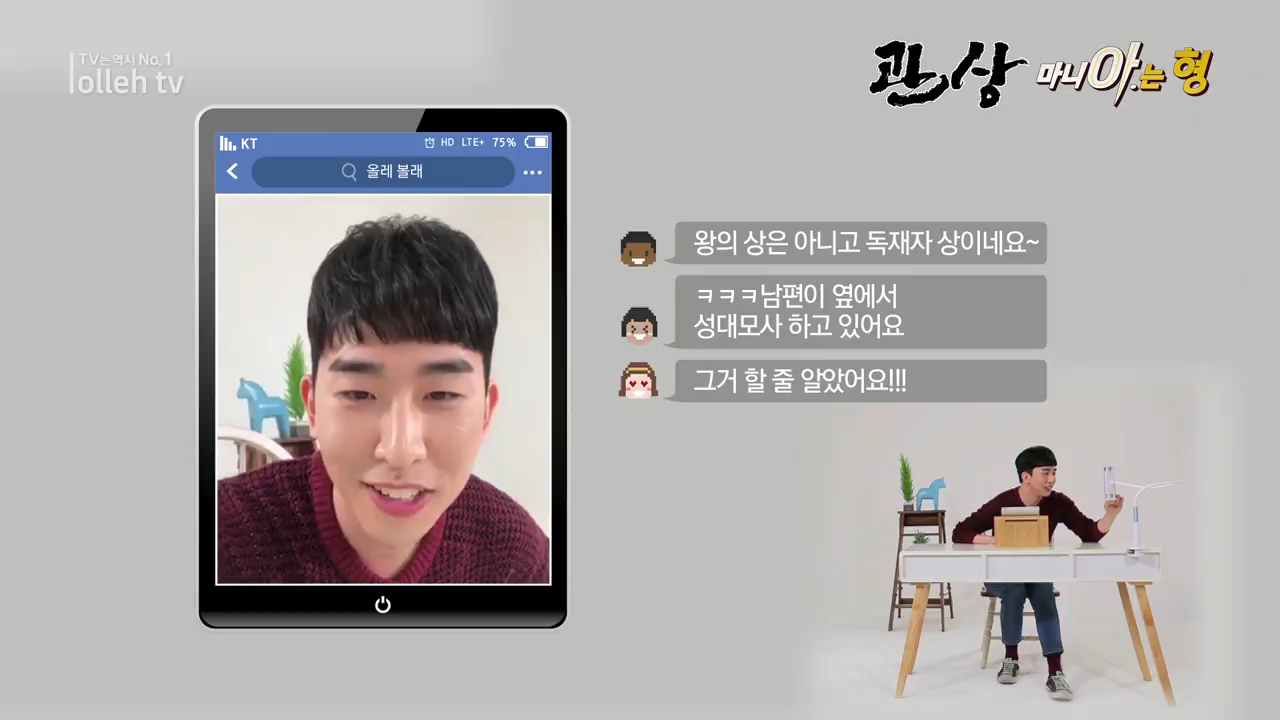 TV는 역시 No.1
olleh tv
관상 마니아는 형
KT HD LTE+ 75%
올레 볼래
왕의 상은 아니고 독재자 상이네요~
ㅋㅋㅋ남편이 옆에서
성대모사 하고 있어요
그거 할 줄 알았어요!!!